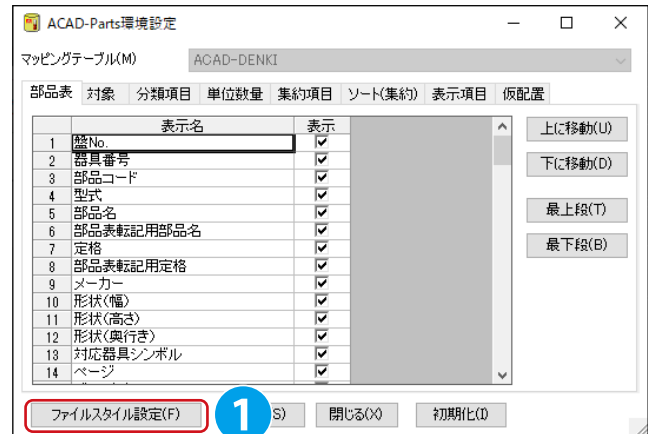 ACAD-Parts環境設定
マッピングテーブル(M) ACAD-DENKI
部品表 対象 分類項目 単位数量 集約項目 ソート(集約) 表示項目 仮配置
表示名 表示
1 盤No.
2 器具番号
3 部品コード
4 型式
5 部品名
6 部品表転記用部品名
7 定格
8 部品表転記用定格
9 メーカー
10 形状(幅)
11 形状(高さ)
12 形状(奥行き)
13 対応器具シンボル
14 ページ
上に移動(U)
下に移動(D)
最上段(T)
最下段(B)
ファイルスタイル設定(F) 1 S) 閉じる(X) 初期化(I)